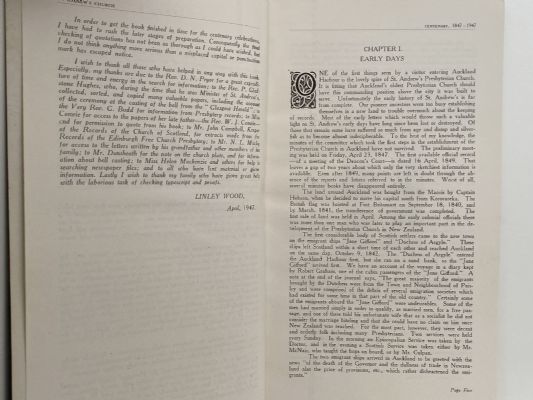 ANDREW'S CHURCH
In order to get the book finished in time for the centenary celebrations,
I have had to rush the later stages of preparation. Consequently the final
checking of quotations has not been as thorough as I could have wished, but
I do not think anything more serious than a misplaced capital or punctuation
mark has escaped notice.
I wish to thank all those who have helped in any way with this book.
Especially, my thanks are due to the Rev. D. N. Pryor for a great expenditure
of time and energy in the search for information; to the Rev. P. Gladstone
Hughes, who, during the time that he was Minister of St. Andrew's,
collected, sorted, and copied many valuable papers, including the account
of the ceremony at the casting of the bell from the "Glasgow Herald"; to
the Very Rev. G. Budd for information from Presbytery records; to Miss
Comrie for access to the papers of her late father—the Rev. W. J. Comrie—
and for permission to quote from his book; to Mr. John Campbell, Keeper
of the Records of the Church of Scotland, for extracts made from the
Records of the Edinburgh Free Church Presbytery; to Mr. N. L. Macky
for access to the letters written by his grandfather and other members of his
family; to Mr. Dunsheath for the note on the church plate, and for information
about bell casting; to Miss Helen Mackenzie and others for help in
searching newspaper files; and to all who have lent material or given
information. Lastly I wish to thank my family who have given great help
with the laborious task of checking typescript and proofs.
LINLEY WOOD,
April, 1947.
CENTENARY, 1847 - 1947
CHAPTER I.
EARLY DAYS
ONE of the first things seen by a visitor entering Auckland
Harbour is the lovely spire of St. Andrew's Presbyterian Church.
It is fitting that Auckland's oldest Presbyterian Church should
have this commanding position above the city it was built to
serve. Unfortunately the early history of St. Andrew's is far
from complete. Our pioneer ancestors were too busy establishing
themselves in a new land to trouble overmuch about the keeping
of records. Most of the early letters which would throw such a valuable
light on St. Andrew's early days have long since been lost or destroyed. Of
those that remain some have suffered so much from age and damp and silverfish
as to become almost indecipherable. To the best of my knowledge, the
minutes of the committee which took the first steps in the establishment of the
Presbyterian Church in Auckland have not survived. The preliminary meeting
was held on Friday, April 23, 1847. The first available official record
—of a meeting of the Deacon's Court—is dated 16 April, 1849. That
leaves a gap of two years about which only the very sketchiest information is
available. Even after 1849, many points are left in doubt through the absence
of the reports and letters referred to in the minutes. Worst of all,
several minute books have disappeared entirely.
The land around Auckland was bought from the Maoris by Captain
Hobson, when he decided to move his capital south from Kororareka. The
British flag was hoisted at Fort Britomart on September 18, 1840, and
by March, 1841, the transference of government was completed. The
first sale of land was held in April. Among the early colonial officials there
was more than one man who was later to play an important part in the development
of the Presbyterian Church in New Zealand.
The first considerable body of Scottish settlers came to the new town
on the emigrant ships "Jane Gifford" and "Duchess of Argyle." These
ships left Scotland within a short time of each other and reached Auckland
on the same day, October 9, 1842. The "Duchess of Argyle" entered
the Auckland Harbour first, but she ran on a sand bank, so the "Jane
Gifford" arrived first. We have an account of the voyage in a diary kept
by Robert Graham, one of the cabin passengers of the "Jane Gifford." A
note at the end of the journal says, "The great majority of the emigrants
brought by the Dutchess were from the Town and Neighbourhood of Paisley
and were comprised of the debris of several emigration societies which
had existed for some time in that part of the old country." Certainly some
of the emigrants aboard the "Jane Gifford" were undesirables. Some of the
men had married simply in order to qualify, as married men, for a free passage,
and one of these told his unfortunate wife that as a socialist he did not
consider the marriage binding and that she could have no claim on him once
New Zealand was reached. For the most part, however, they were decent
and orderly folk including many Presbyterians. Two services were held
every Sunday. In the morning an Episcopalian Service was taken by the
Doctor, and in the evening a Scottish Service was taken either by Mr.
McNair, who taught the boys on board, or by Mr. Culpan.
The two emigrant ships arrived in Auckland to be greeted with the
news "of the death of the Governor and the dullness of trade in Newzealand
also the price of provisions, etc., which rather disheartened the emigrants."
Page Five